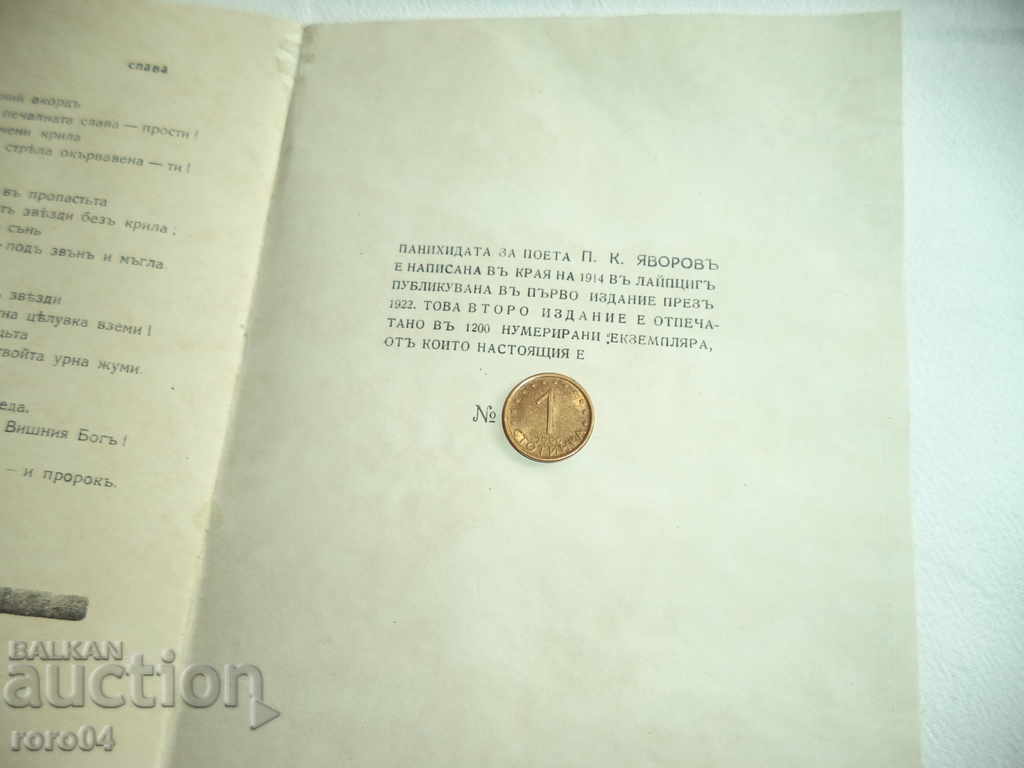 слава
акордъ
печалната слава — прости!
крила
стрѣла окървавена — ти!
въ пропастьта
звѣзди безъ крила;
сънь
подъ звънъ и мъгла
звѣзди
цѣлувка вземи!
твойта урна жуми.
Вишния Богъ!
— и пророкъ.
ПАНИХИДАТА ЗА ПОЕТА П. К. ЯВОРОВЪ
Е НАПИСАНА ВЪ КРАЯ НА 1914 ВЪ ЛАЙПЦИГЪ
ПУБЛИКУВАНА ВЪ ПЪРВО ИЗДАНИЕ ПРЕЗЪ
1922. ТОВА ВТОРО ИЗДАНИЕ Е ОТПЕЧА-
ТАНО ВЪ 1200 НУМЕРИРАНИ ЕКЗЕМПЛЯРА,
ОТЪ КОИТО НАСТОЯЩИЯ Е
№
1
СТОТИНКА
BALKAN
auction
roro04